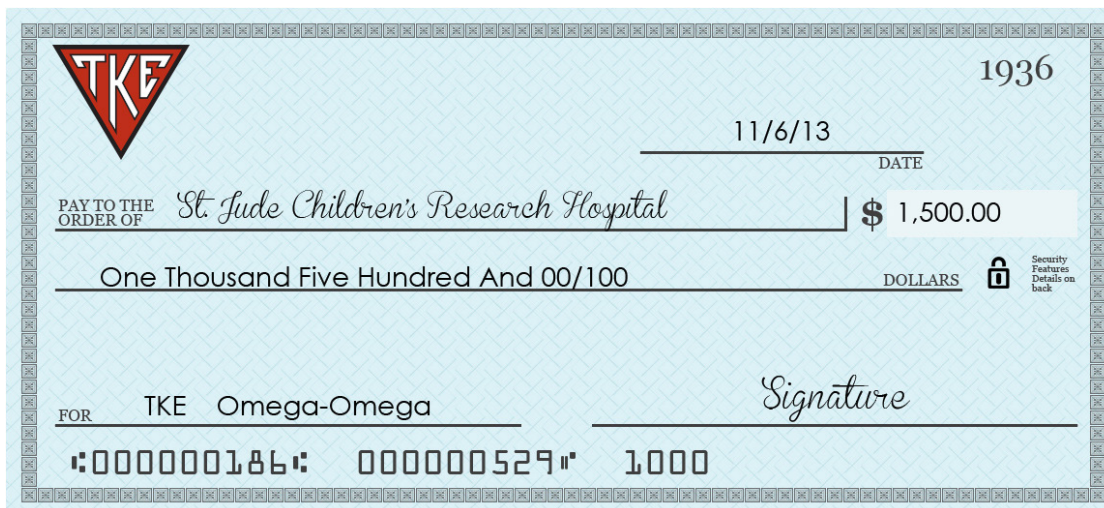 TKE
1936
11/6/13
DATE
PAY TO THE
ORDER OF St. Jude Children's Research Hospital $ 1,500.00
One Thousand Five Hundred And 00/100 DOLLARS
Security
Features
Details on
back
Signature
FOR TKE Omega-Omega
⑆000000186⑆ 000000529⑈ 1000